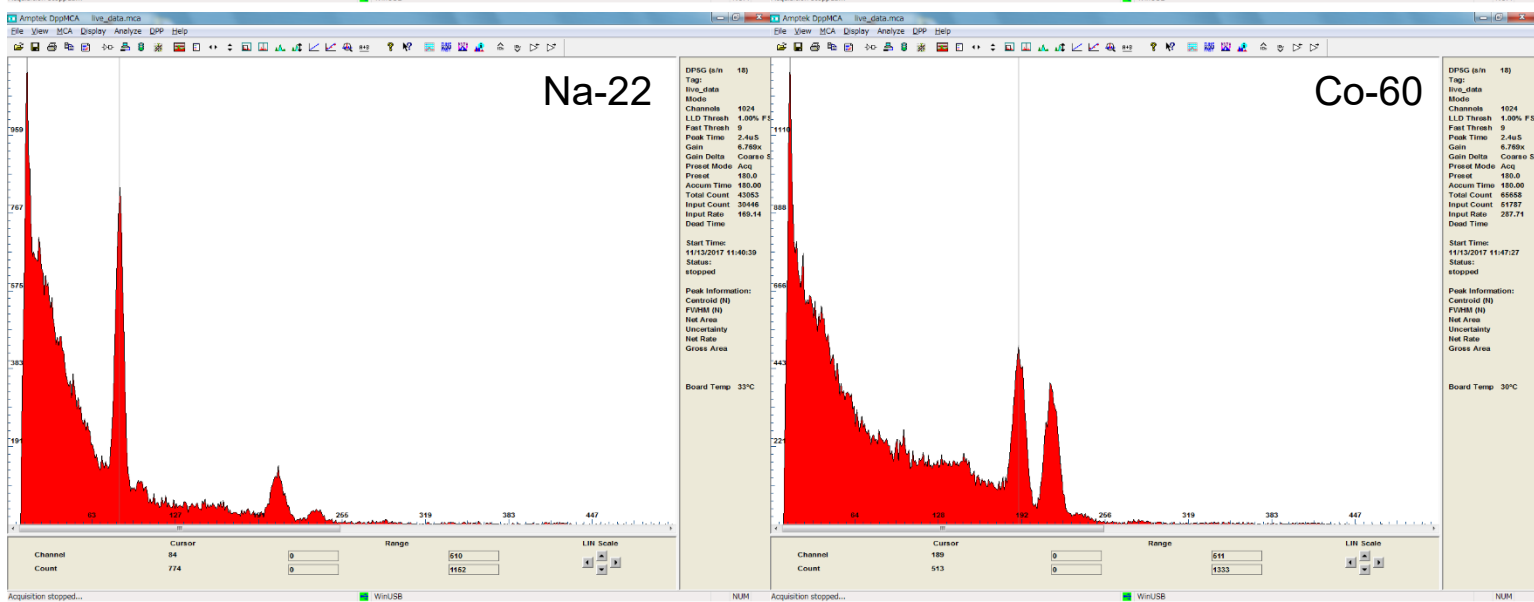 WinUSB NUM WinUSB NUM
Amptek DppMCA live_data.mca
File View MCA Display Analyze DPP Help
Na-22
959
767
575
383
191
63 127 256 319 383 447
DP5G (s/n 18)
Tag:
live_data
Mode
Channels 1024
LLD Thresh 1.00% FS
Fast Thresh 9
Peak Time 2.4uS
Gain 6.769x
Gain Delta Coarse S
Preset Mode Acq
Preset 180.0
Accum Time 180.00
Total Count 43053
Input Count 30446
Input Rate 169.14
Dead Time
Start Time:
11/13/2017 11:40:39
Status:
stopped
Peak Information:
Centroid (N)
FWHM (N)
Net Area
Uncertainty
Net Rate
Gross Area
Board Temp 33ºC
Cursor Range LIN Scale
Channel 84 0 510
Count 774 0 1152
Acquisition stopped... WinUSB NUM
Amptek DppMCA live_data.mca
File View MCA Display Analyze DPP Help
Co-60
1110
888
666
443
221
64 128 192 256 319 383 447
DP5G (s/n 18)
Tag:
live_data
Mode
Channels 1024
LLD Thresh 1.00% FS
Fast Thresh 9
Peak Time 2.4uS
Gain 6.769x
Gain Delta Coarse S
Preset Mode Acq
Preset 180.0
Accum Time 180.00
Total Count 65658
Input Count 51787
Input Rate 287.71
Dead Time
Start Time:
11/13/2017 11:47:27
Status:
stopped
Peak Information:
Centroid (N)
FWHM (N)
Net Area
Uncertainty
Net Rate
Gross Area
Board Temp 30ºC
Cursor Range LIN Scale
Channel 189 0 511
Count 513 0 1333
Acquisition stopped... WinUSB NUM